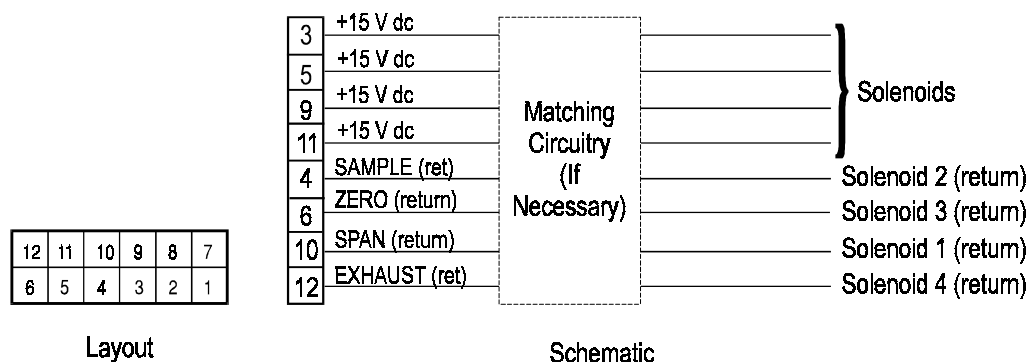 3 +15 V dc
5 +15 V dc
9 +15 V dc
11 +15 V dc
Solenoids
4 SAMPLE (ret) Solenoid 2 (return)
6 ZERO (return) Solenoid 3 (return)
10 SPAN (return) Solenoid 1 (return)
12 EXHAUST (ret) Solenoid 4 (return)
Matching
Circuitry
(If
Necessary)
12 11 10 9 8 7
6 5 4 3 2 1
Layout
Schematic